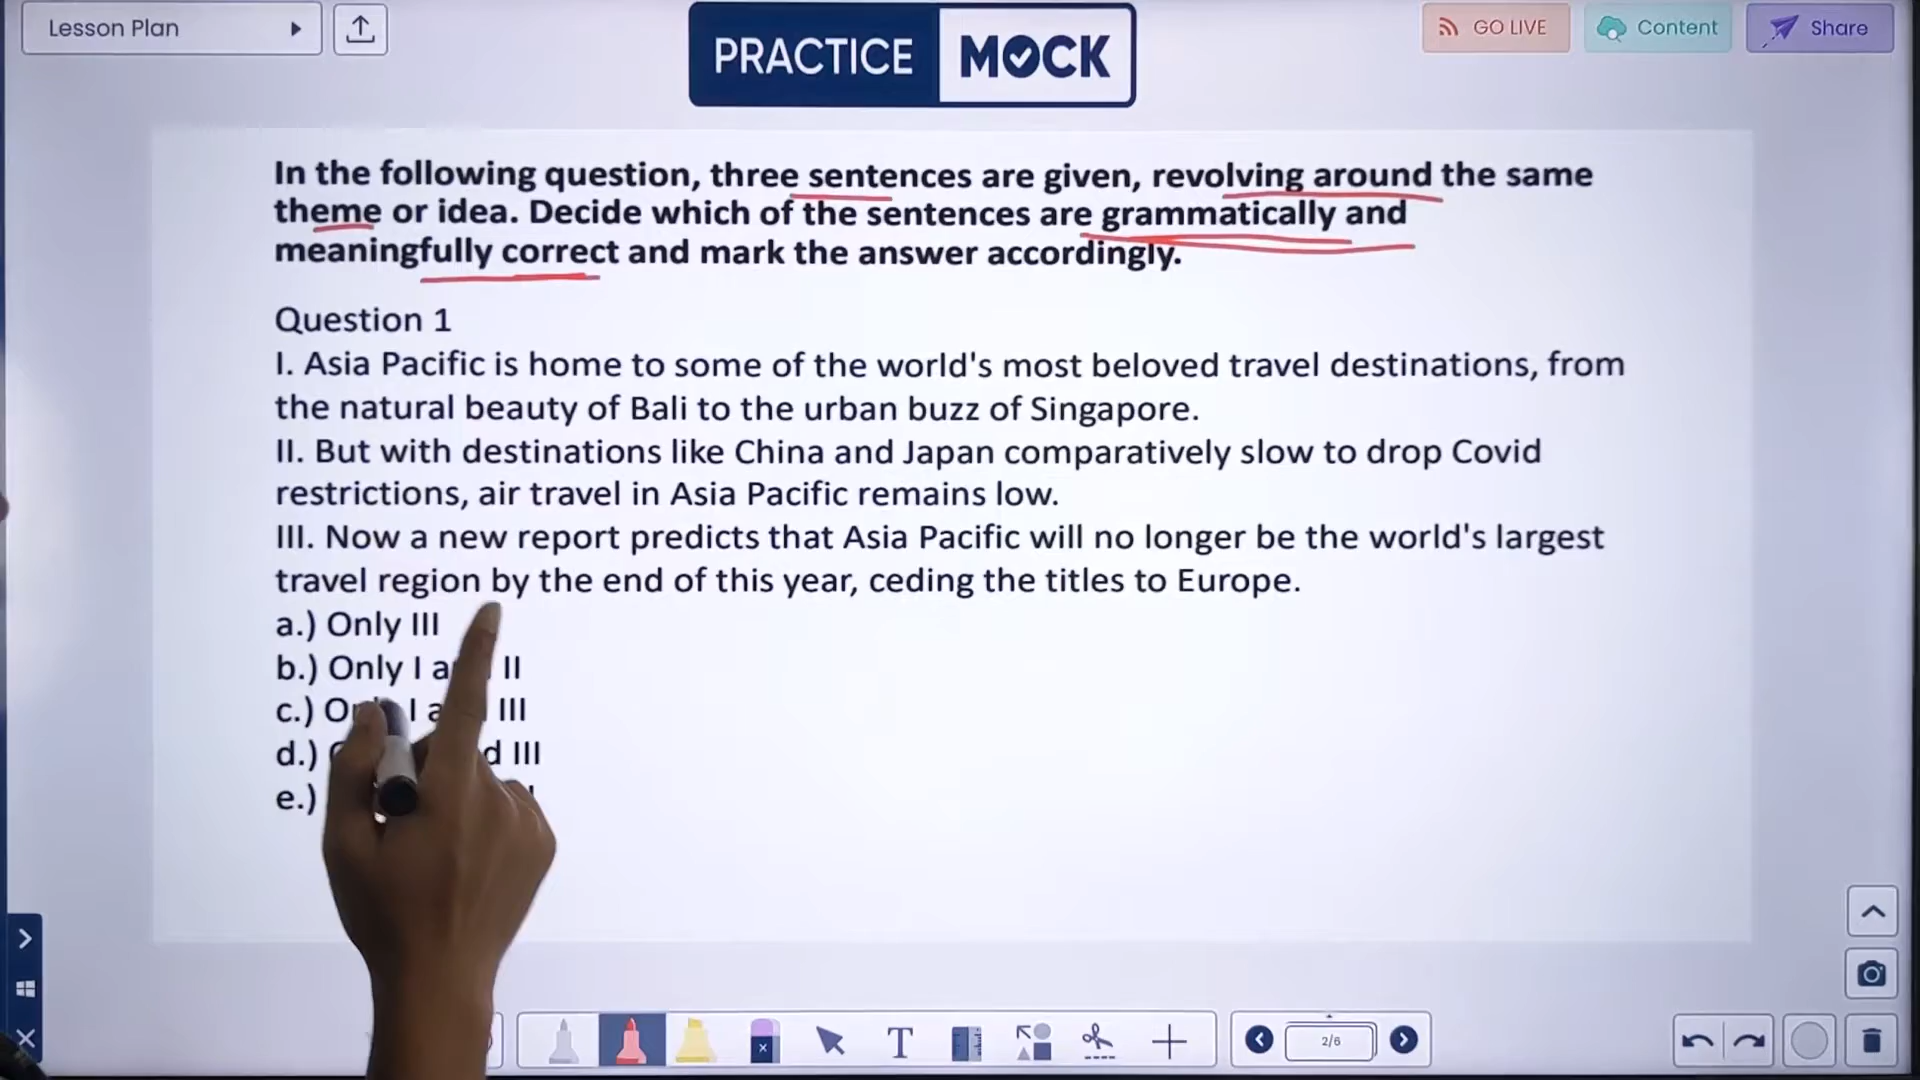 Lesson Plan
PRACTICE MOCK
GO LIVE
Content
Share
In the following question, three sentences are given, revolving around the same
theme or idea. Decide which of the sentences are grammatically and
meaningfully correct and mark the answer accordingly.
Question 1
I. Asia Pacific is home to some of the world's most beloved travel destinations, from
the natural beauty of Bali to the urban buzz of Singapore.
II. But with destinations like China and Japan comparatively slow to drop Covid
restrictions, air travel in Asia Pacific remains low.
III. Now a new report predicts that Asia Pacific will no longer be the world's largest
travel region by the end of this year, ceding the titles to Europe.
a.) Only III
b.) Only I a II
c.) I a III
d.) d III
e.)
T
2/6